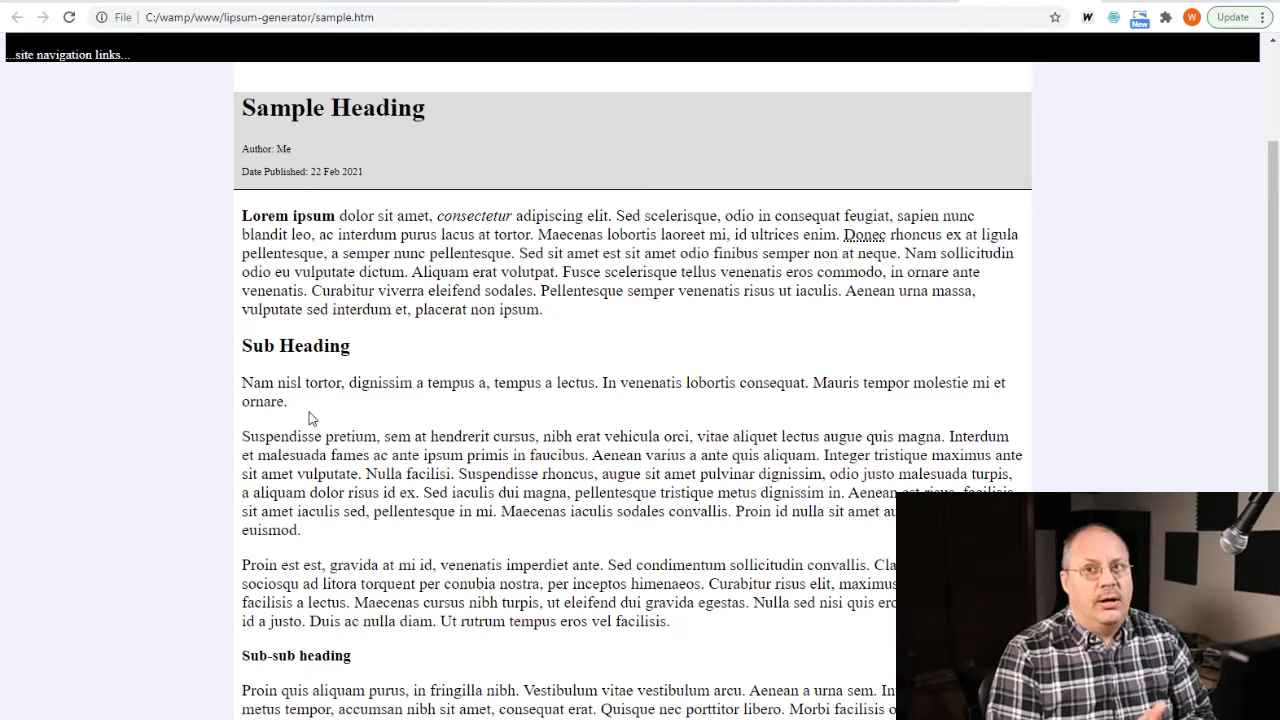 File
C:/wamp/www/lipsum-generator/sample.htm
W
New
W
Update
...site navigation links...
Sample Heading
Author: Me
Date Published: 22 Feb 2021
Lorem ipsum dolor sit amet, consectetur adipiscing elit. Sed scelerisque, odio in consequat feugiat, sapien nunc
blandit leo, ac interdum purus lacus at tortor. Maecenas lobortis laoreet mi, id ultrices enim. Donec rhoncus ex at ligula
pellentesque, a semper nunc pellentesque. Sed sit amet est sit amet odio finibus semper non at neque. Nam sollicitudin
odio eu vulputate dictum. Aliquam erat volutpat. Fusce scelerisque tellus venenatis eros commodo, in ornare ante
venenatis. Curabitur viverra eleifend sodales. Pellentesque semper venenatis risus ut iaculis. Aenean urna massa,
vulputate sed interdum et, placerat non ipsum.
Sub Heading
Nam nisl tortor, dignissim a tempus a, tempus a lectus. In venenatis lobortis consequat. Mauris tempor molestie mi et
ornare.
Suspendisse pretium, sem at hendrerit cursus, nibh erat vehicula orci, vitae aliquet lectus augue quis magna. Interdum
et malesuada fames ac ante ipsum primis in faucibus. Aenean varius a ante quis aliquam. Integer tristique maximus ante
sit amet vulputate. Nulla facilisi. Suspendisse rhoncus, augue sit amet pulvinar dignissim, odio justo malesuada turpis,
a aliquam dolor risus id ex. Sed iaculis dui magna, pellentesque tristique metus dignissim in. Aenean est risus, facilisis
sit amet iaculis sed, pellentesque in mi. Maecenas iaculis sodales convallis. Proin id nulla sit amet
euismod.
Proin est est, gravida at mi id, venenatis imperdiet ante. Sed condimentum sollicitudin convallis.
sociosqu ad litora torquent per conubia nostra, per inceptos himenaeos. Curabitur risus elit, maximus
facilisis a lectus. Maecenas cursus nibh turpis, ut eleifend dui gravida egestas. Nulla sed nisi quis
id a justo. Duis ac nulla diam. Ut rutrum tempus eros vel facilisis.
Sub-sub heading
Proin quis aliquam purus, in fringilla nibh. Vestibulum vitae vestibulum arcu. Aenean a urna sem.
metus tempor, accumsan nibh sit amet, consequat erat. Quisque nec porttitor libero. Morbi facilisis